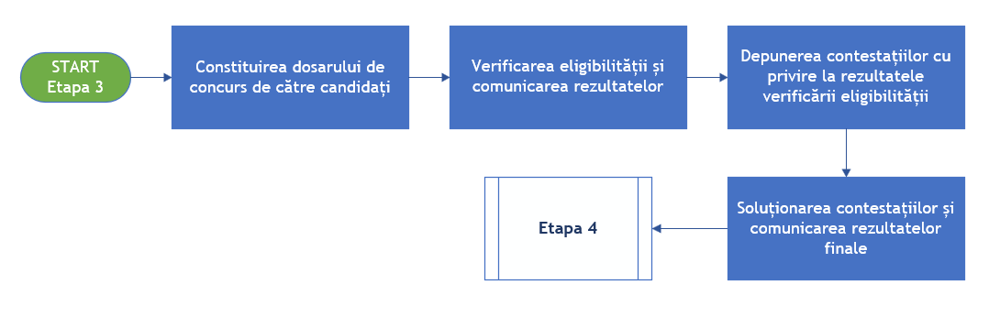 START
Etapa 3
Constituirea dosarului de
concurs de către candidați
Verificarea eligibilității și
comunicarea rezultatelor
Depunerea contestațiilor cu
privire la rezultatele
verificării eligibilității
Soluționarea contestațiilor și
comunicarea rezultatelor
finale
Etapa 4